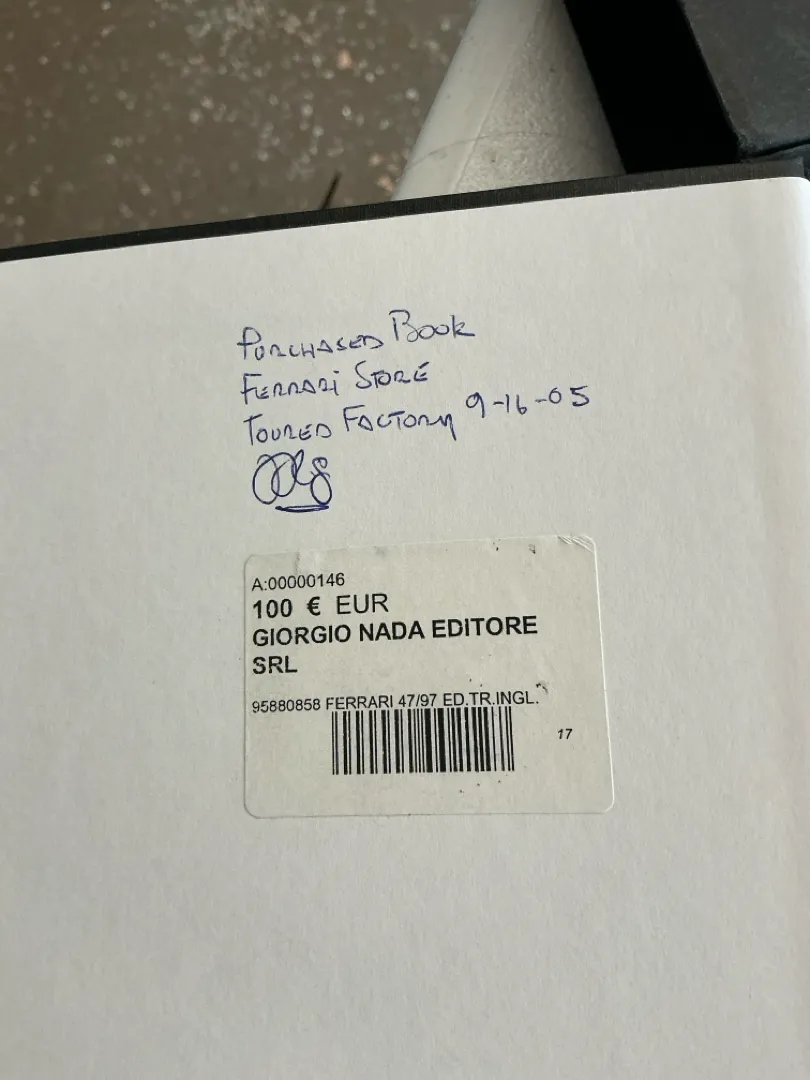 Purchased Book
Ferrari Store
Toured Factory 9-16-05
A:00000146
100 € EUR
GIORGIO NADA EDITORE
SRL
95880858 FERRARI 47/97 ED.TR.INGL.
17